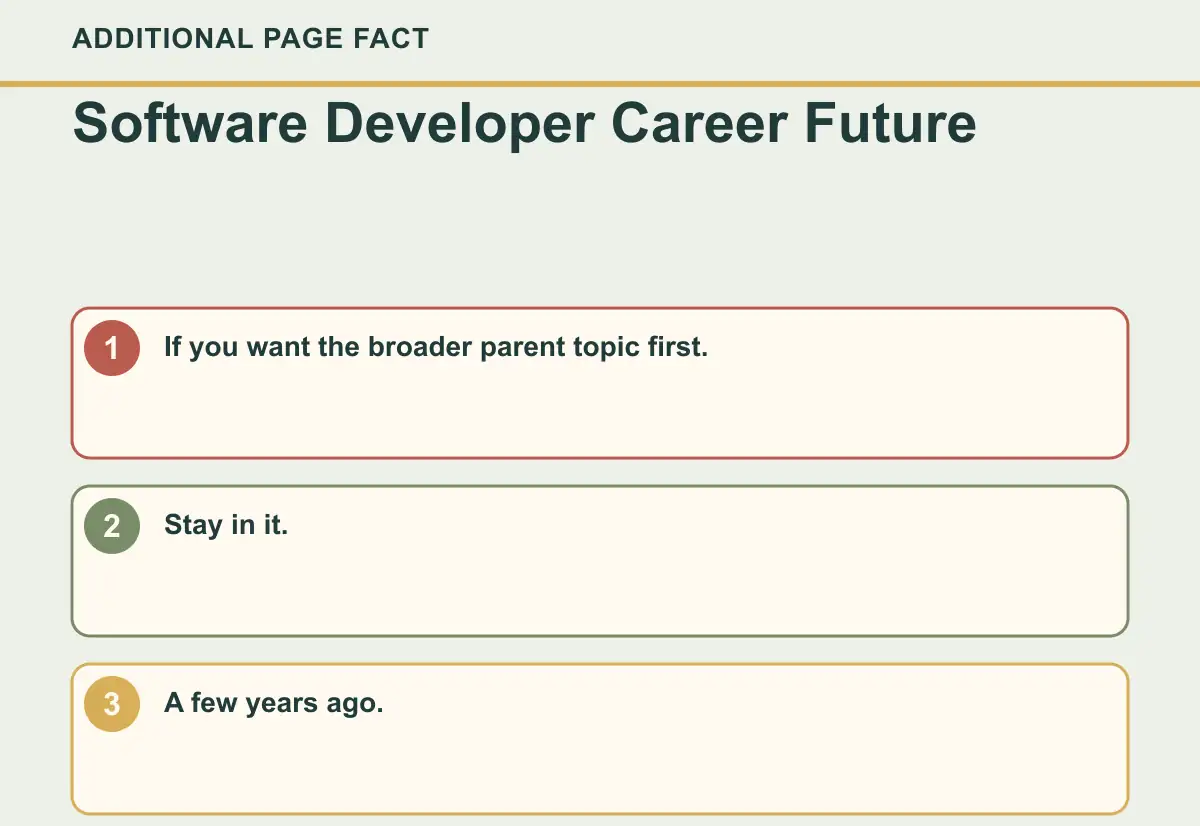 ADDITIONAL PAGE FACT
Software Developer Career Future
1
If you want the broader parent topic first.
2
Stay in it.
3
A few years ago.